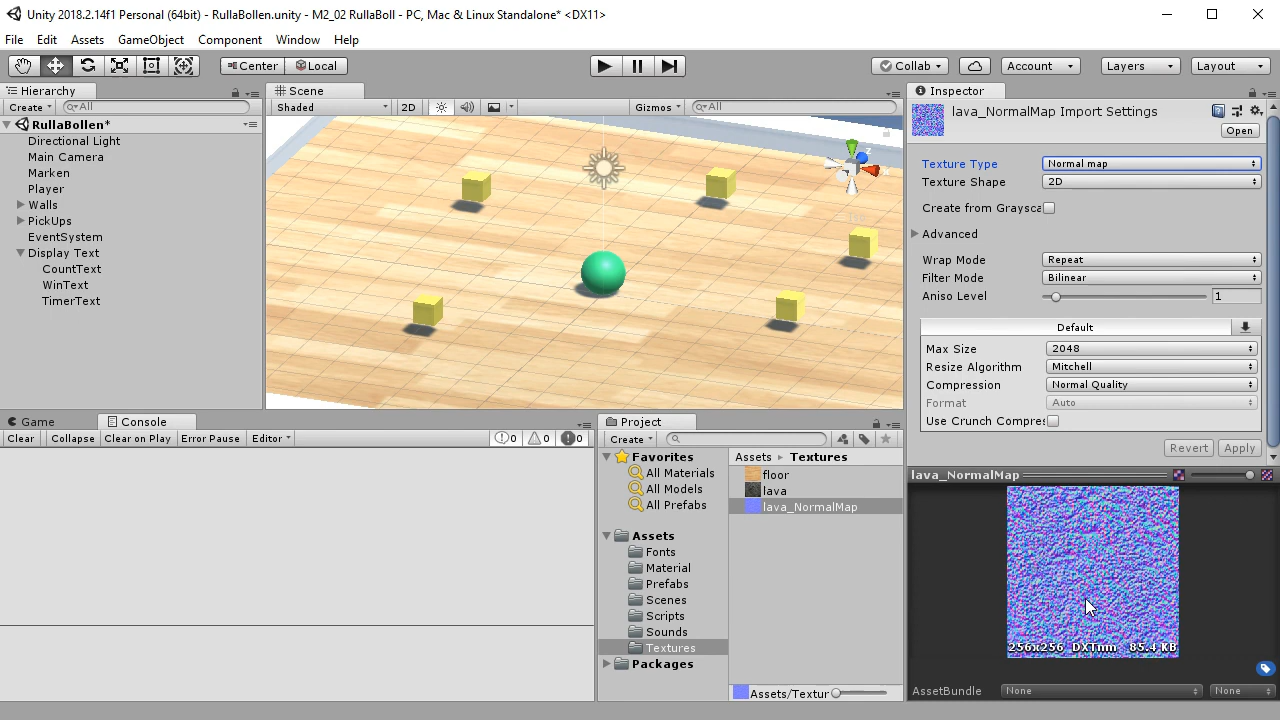 Unity 2018.2.14f1 Personal (64bit) - RullaBollen.unity - M2_02 RullaBoll - PC, Mac & Linux Standalone* <DX11>
File Edit Assets GameObject Component Window Help
Center Local Collab Account Layers Layout
Hierarchy
Create All
RullaBollen*
Directional Light
Main Camera
Marken
Player
Walls
PickUps
EventSystem
Display Text
CountText
WinText
TimerText
Scene
Shaded 2D Gizmos All
Inspector
lava_NormalMap Import Settings
Open
Texture Type Normal map
Texture Shape 2D
Create from Graysca
Advanced
Wrap Mode Repeat
Filter Mode Bilinear
Aniso Level 1
Default
Max Size 2048
Resize Algorithm Mitchell
Compression Normal Quality
Format Auto
Use Crunch Compres
Revert Apply
Game Console
Clear Collapse Clear on Play Error Pause Editor 0 0 0
Project
Create
Favorites
All Materials
All Models
All Prefabs
Assets
Fonts
Material
Prefabs
Scenes
Scripts
Sounds
Textures
Packages
Assets Textures
floor
lava
lava_NormalMap
Assets/Textur
lava_NormalMap
256x256 DXTnm 85.4 KB
AssetBundle None None